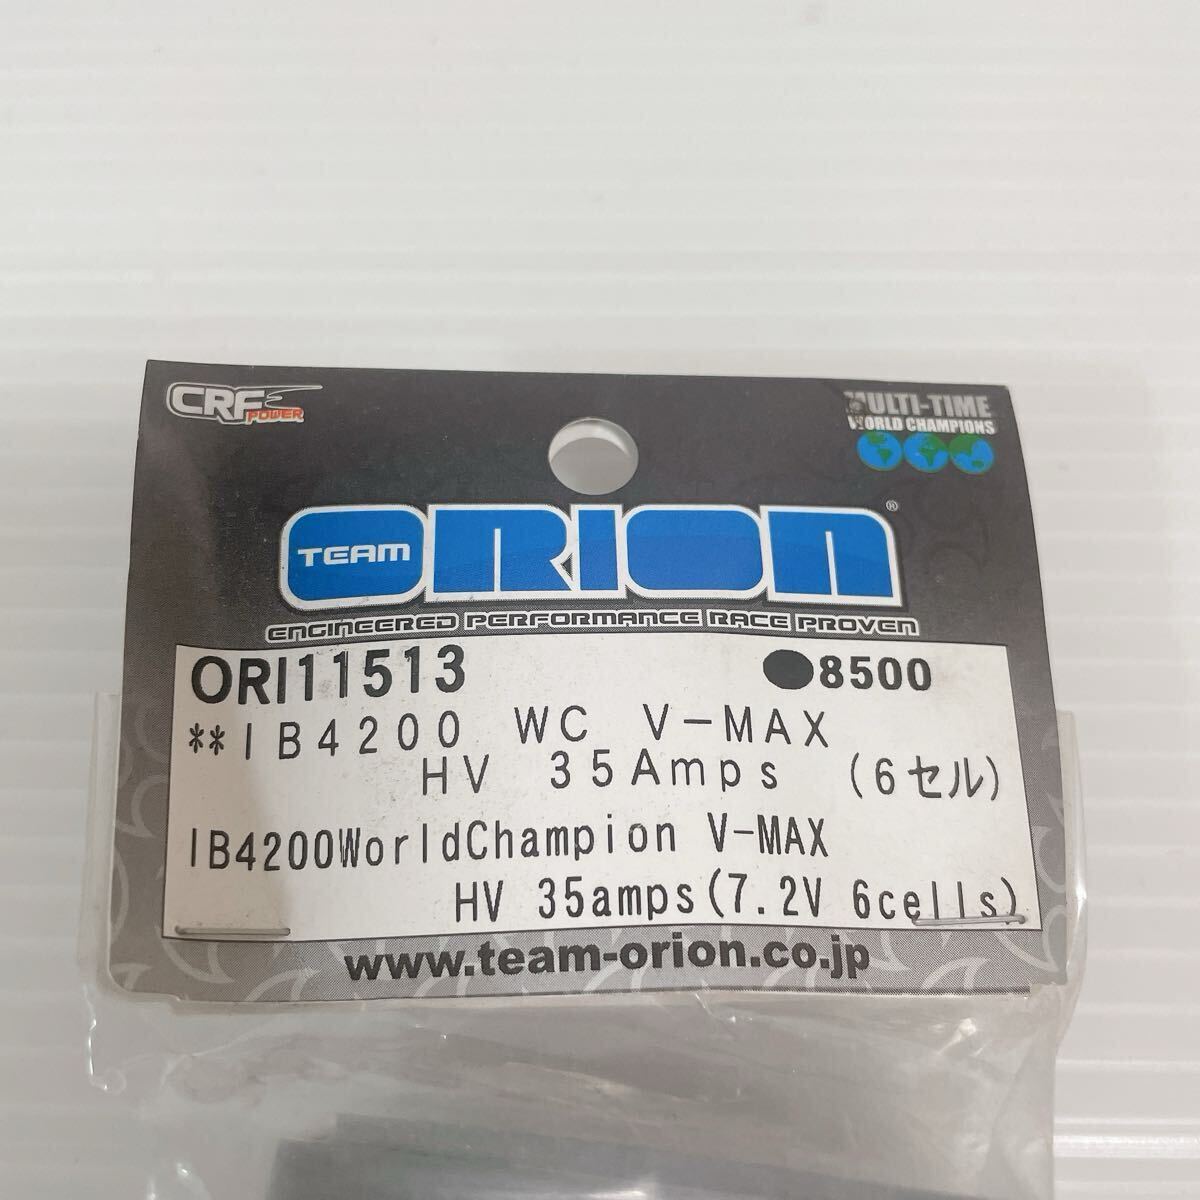 CRF POWER
MULTI-TIME
WORLD CHAMPIONS
TEAM ORION®
ENGINEERED PERFORMANCE RACE PROVEN
ORI11513 ●8500
**IB4200 WC V-MAX
HV 35Amps (6セル)
IB4200WorldChampion V-MAX
HV 35amps(7.2V 6cells)
www.team-orion.co.jp